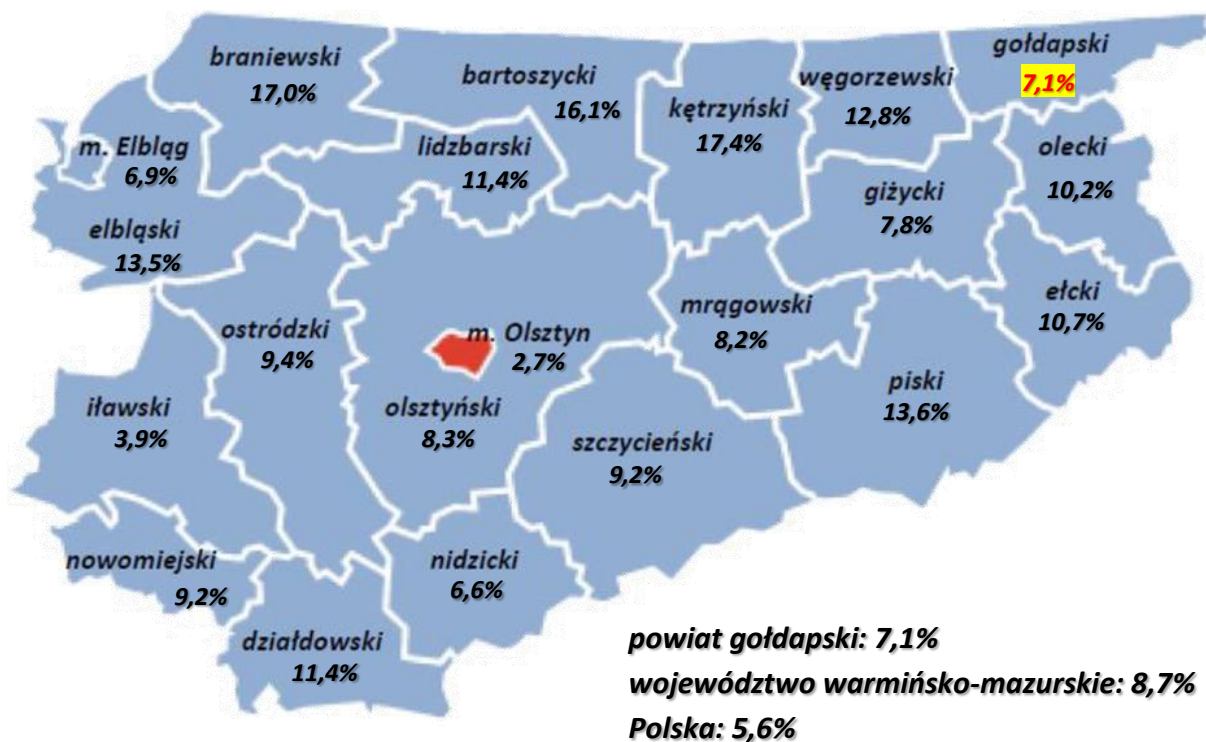 gołdapski
7,1%
braniewski
17,0%
bartoszycki
16,1%
węgorzewski
12,8%
kętrzyński
17,4%
m. Elbląg
6,9%
lidzbarski
11,4%
olecki
10,2%
giżycki
7,8%
elbląski
13,5%
ełcki
10,7%
mrągowski
8,2%
ostródzki
9,4%
m. Olsztyn
2,7%
piski
13,6%
iławski
3,9%
olsztyński
8,3%
szczycieński
9,2%
nowomiejski
9,2%
nidzicki
6,6%
działdowski
11,4%
powiat gołdapski: 7,1%
województwo warmińsko-mazurskie: 8,7%
Polska: 5,6%